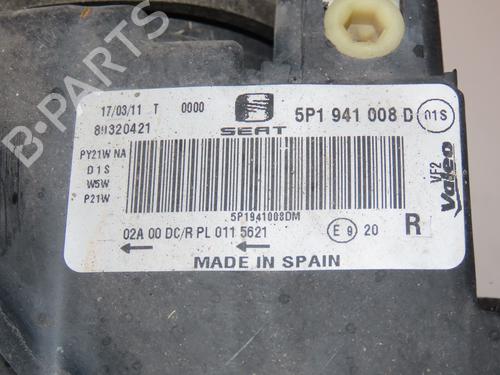 17/03/11 T 0000
89320421
SEAT
5P1 941 008 D 01S
PY21W NA
D1S
W5W
P21W
5P1941008DM
VF2
Valeo
02A 00 DC/R PL 011 5621
E 9 20
R
MADE IN SPAIN
B-PARTS